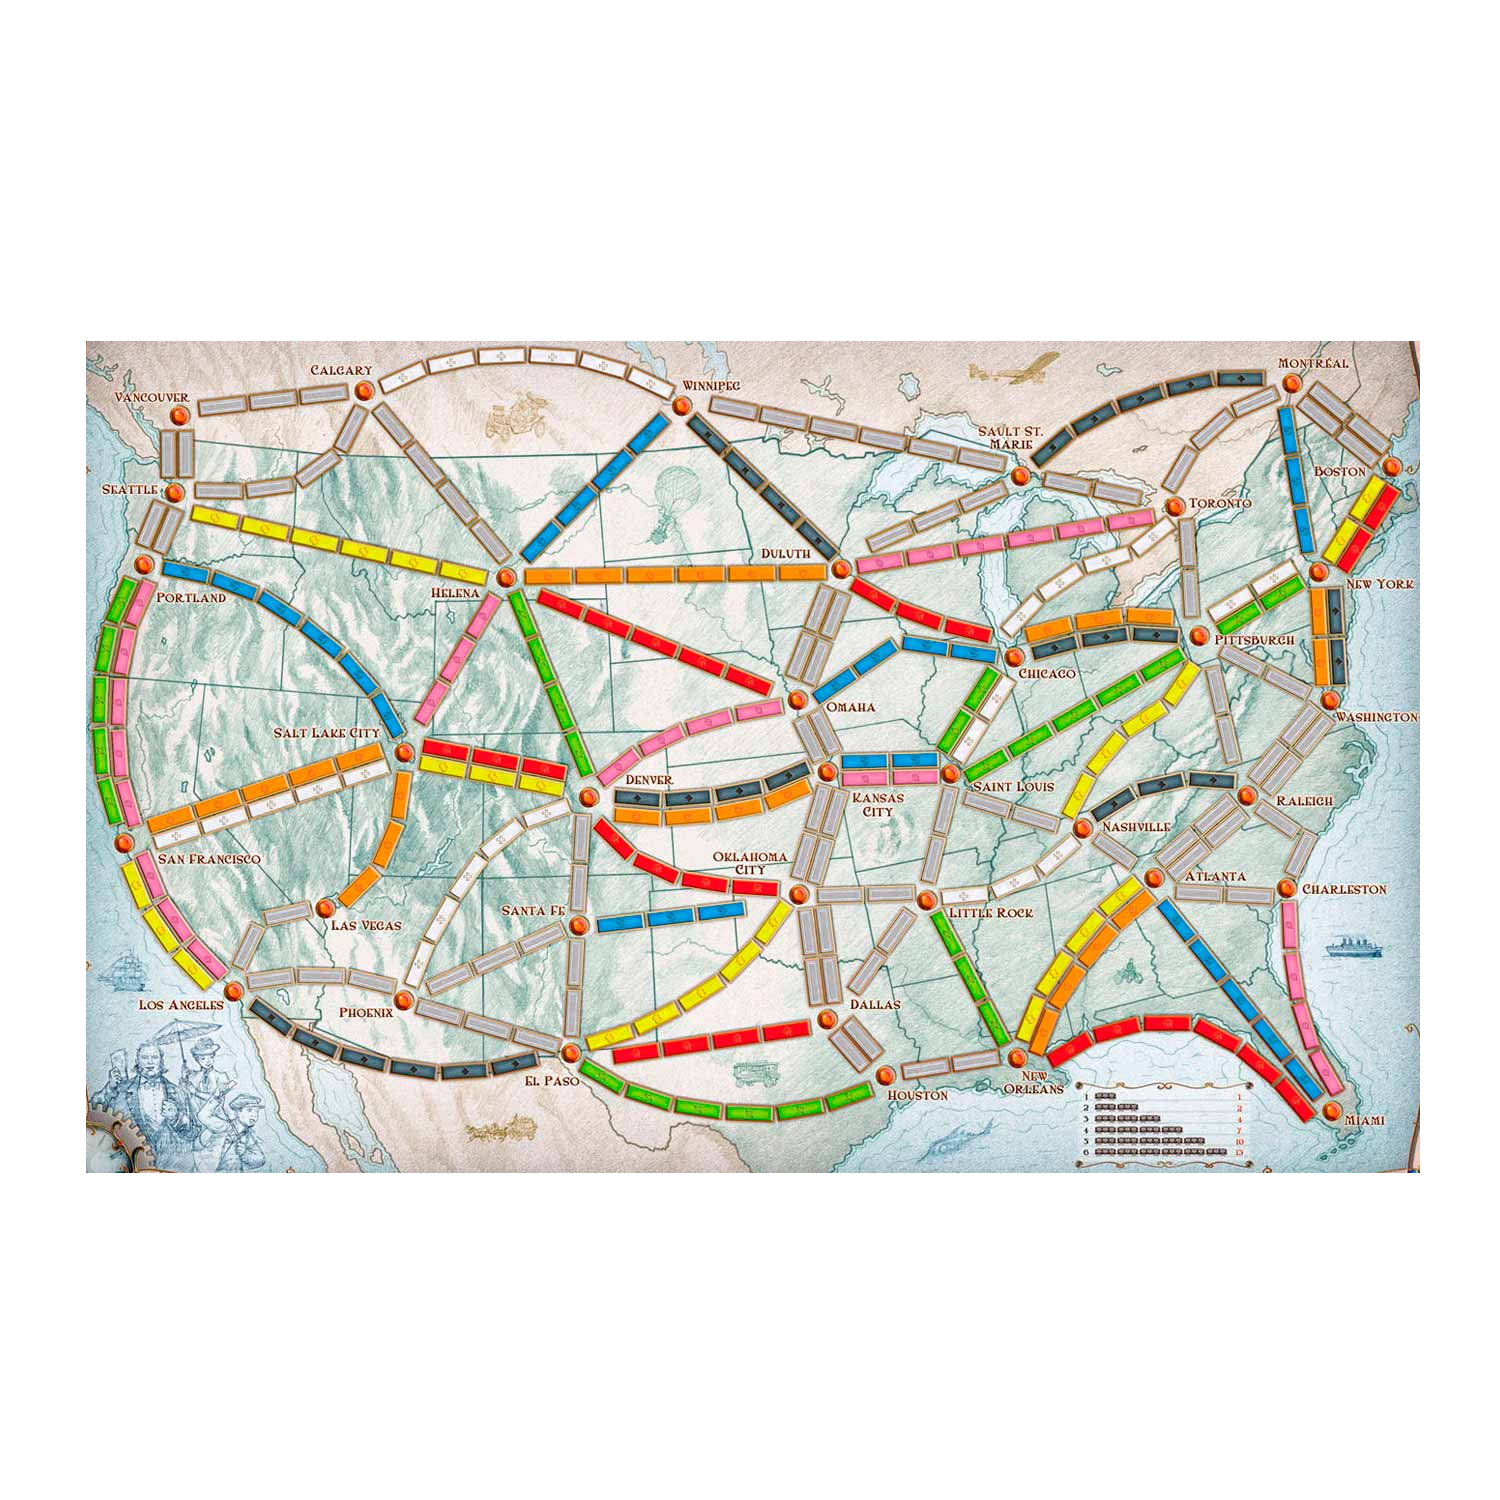 Calgary
Vancouver
Winnipeg
Montréal
Sault St.
Marie
Boston
Seattle
Toronto
Duluth
New York
Helena
Portland
Pittsburgh
Chicago
Omaha
Washington
Salt Lake City
Denver
Kansas
City
Saint Louis
Raleigh
Nashville
San Francisco
Oklahoma
City
Atlanta
Charleston
Santa Fe
Little Rock
Las Vegas
Los Angeles
Phoenix
Dallas
El Paso
New
Orleans
Houston
Miami
1 1
2 2
3 4
4 7
5 10
6 15